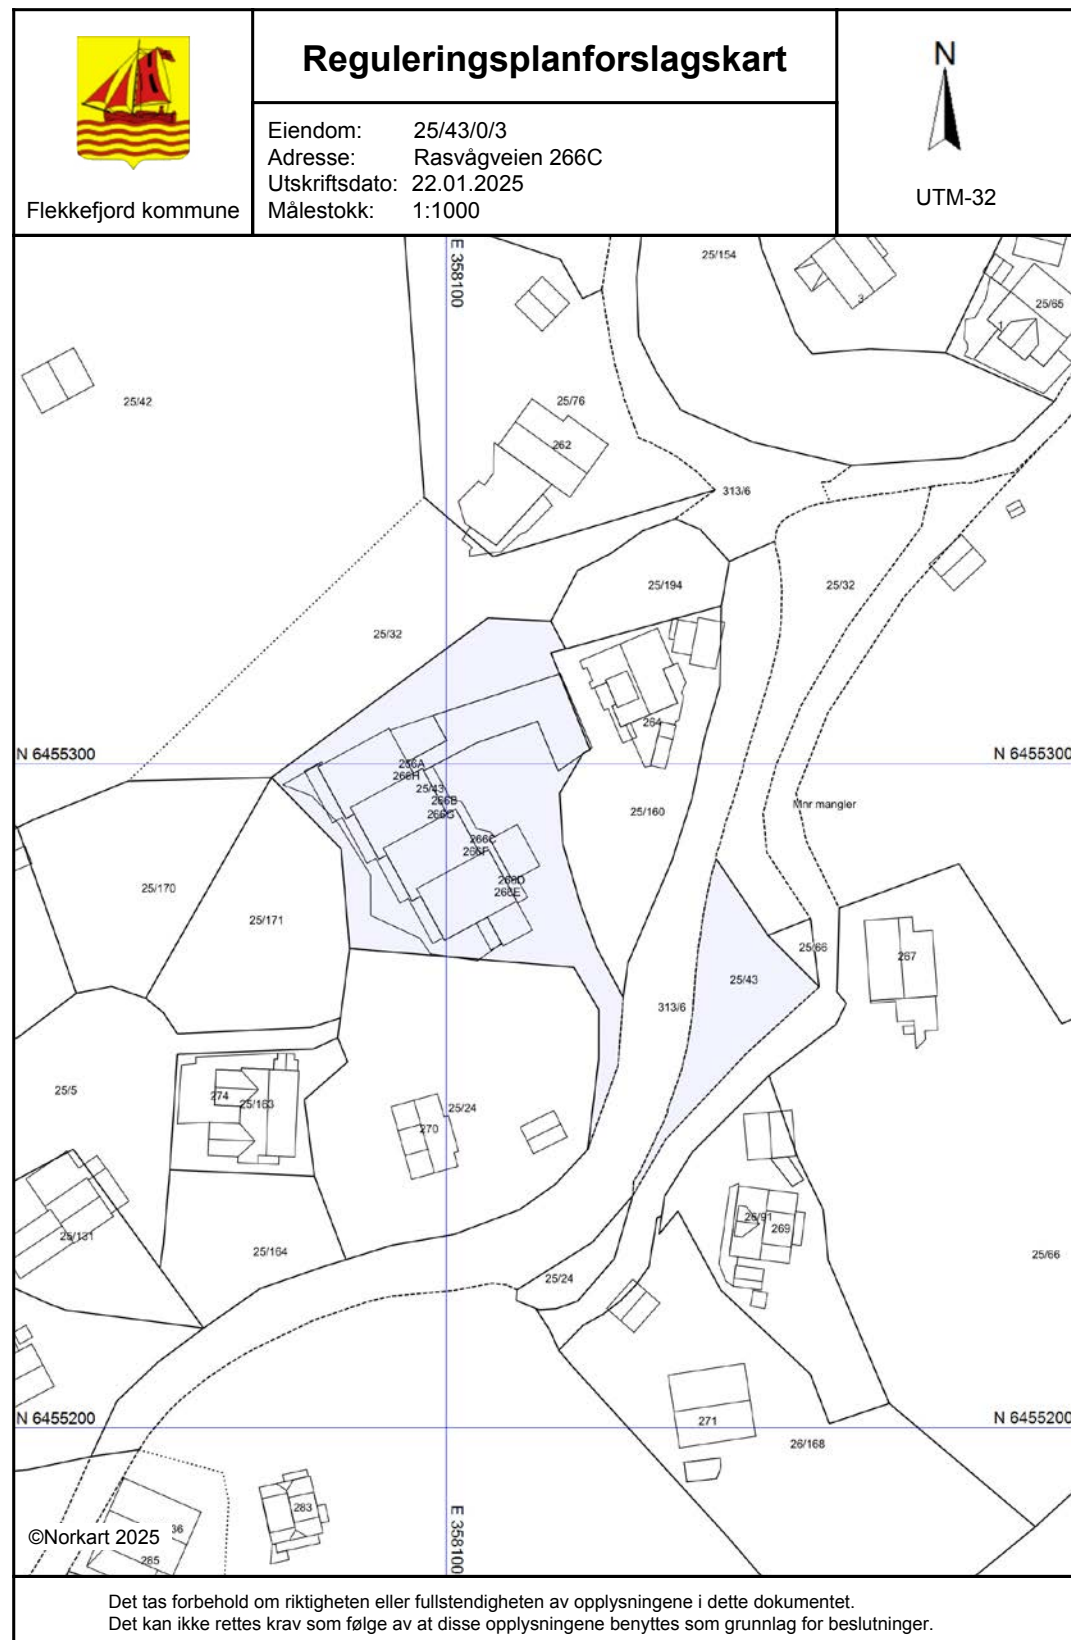 Flekkefjord kommune
Reguleringsplanforslagskart
Eiendom: 25/43/0/3
Adresse: Rasvågveien 266C
Utskriftsdato: 22.01.2025
Målestokk: 1:1000
N
UTM-32
E 358100
25/154
3
25/65
1
25/42
25/76
262
313/6
25/194
25/32
25/32
264
N 6455300
N 6455300
266A
266H
25/43
266B
266G
266C
266F
266D
266E
25/160
Mnr mangler
25/170
25/171
25/66
267
25/43
313/6
25/5
274
25/163
25/24
270
25/131
25/164
26/91
269
25/66
25/24
N 6455200
N 6455200
271
26/168
E 358100
283
36
265
©Norkart 2025
Det tas forbehold om riktigheten eller fullstendigheten av opplysningene i dette dokumentet.
Det kan ikke rettes krav som følge av at disse opplysningene benyttes som grunnlag for beslutninger.